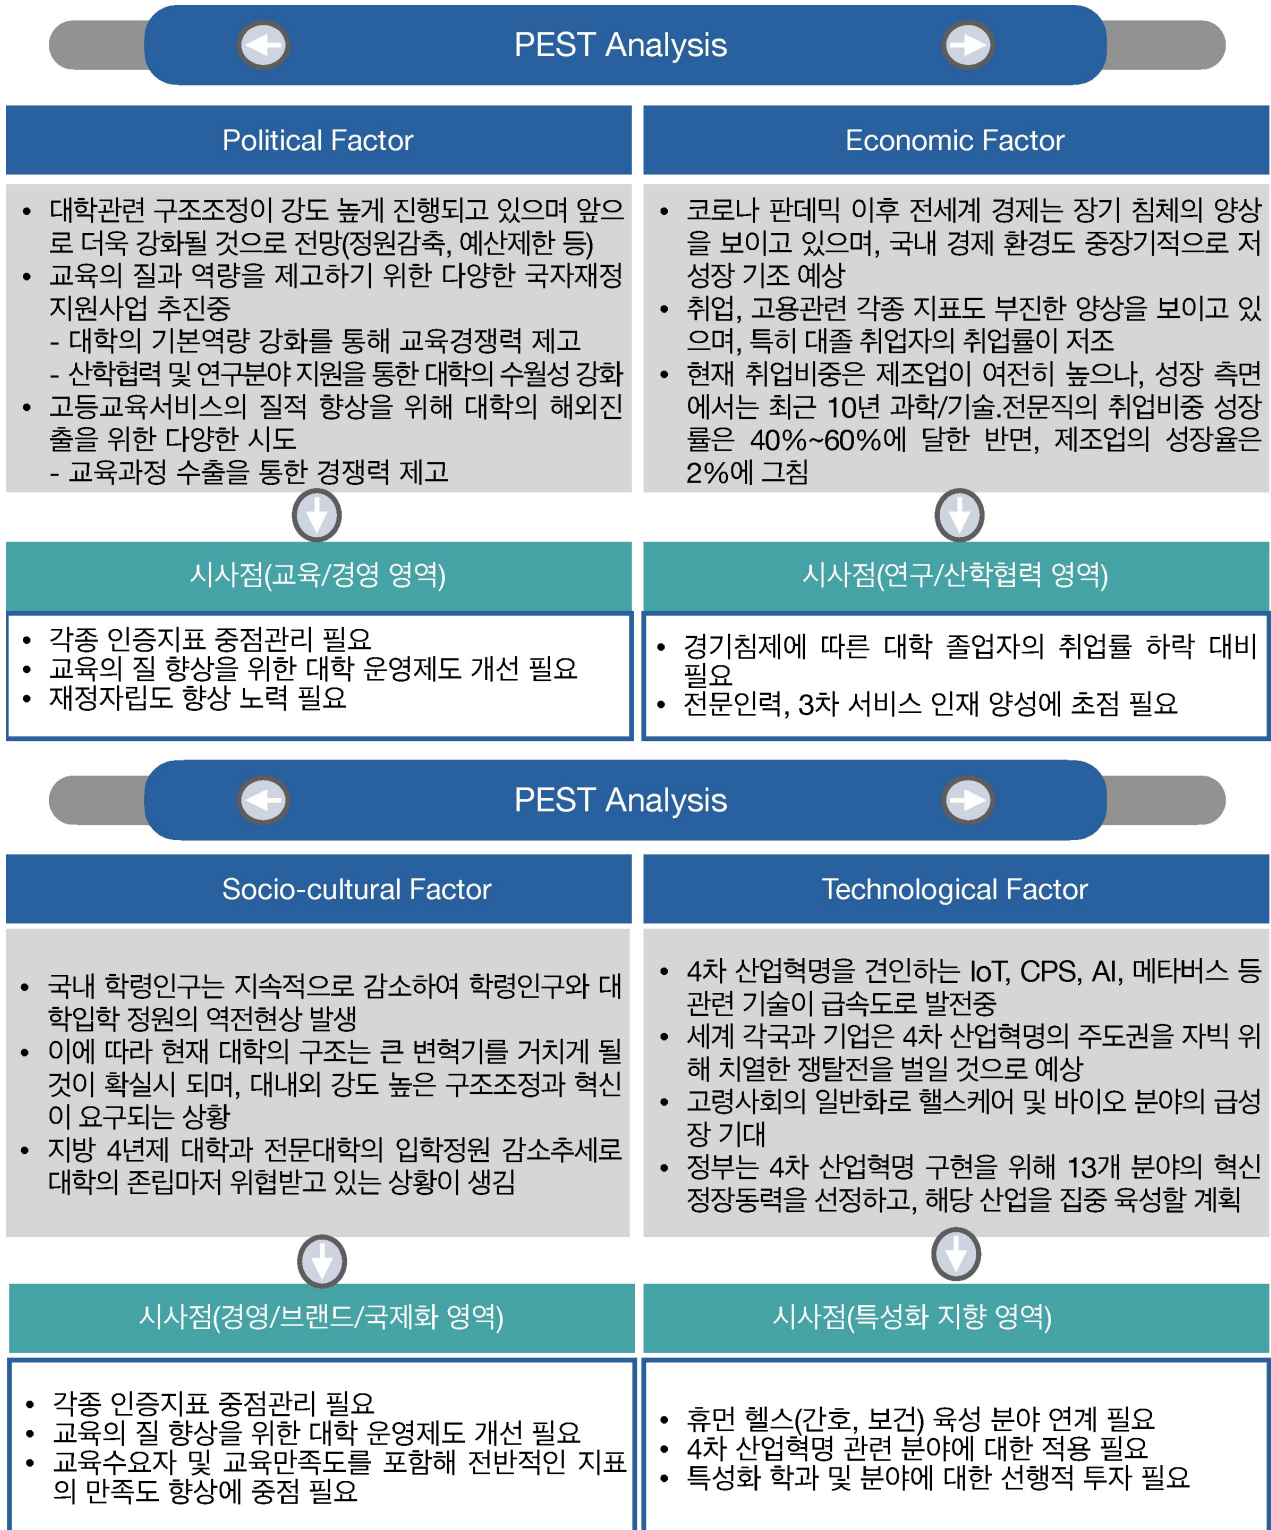 PEST Analysis
Political Factor
• 대학관련 구조조정이 강도 높게 진행되고 있으며 앞으
로 더욱 강화될 것으로 전망(정원감축, 예산제한 등)
• 교육의 질과 역량을 제고하기 위한 다양한 국자재정
지원사업 추진중
- 대학의 기본역량 강화를 통해 교육경쟁력 제고
- 산학협력 및 연구분야 지원을 통한 대학의 수월성 강화
• 고등교육서비스의 질적 향상을 위해 대학의 해외진
출을 위한 다양한 시도
- 교육과정 수출을 통한 경쟁력 제고
시사점(교육/경영 영역)
• 각종 인증지표 중점관리 필요
• 교육의 질 향상을 위한 대학 운영제도 개선 필요
• 재정자립도 향상 노력 필요
Economic Factor
• 코로나 판데믹 이후 전세계 경제는 장기 침체의 양상
을 보이고 있으며, 국내 경제 환경도 중장기적으로 저
성장 기조 예상
• 취업, 고용관련 각종 지표도 부진한 양상을 보이고 있
으며, 특히 대졸 취업자의 취업률이 저조
• 현재 취업비중은 제조업이 여전히 높으나, 성장 측면
에서는 최근 10년 과학/기술.전문직의 취업비중 성장
률은 40%~60%에 달한 반면, 제조업의 성장율은
2%에 그침
시사점(연구/산학협력 영역)
• 경기침제에 따른 대학 졸업자의 취업률 하락 대비
필요
• 전문인력, 3차 서비스 인재 양성에 초점 필요
PEST Analysis
Socio-cultural Factor
• 국내 학령인구는 지속적으로 감소하여 학령인구와 대
학입학 정원의 역전현상 발생
• 이에 따라 현재 대학의 구조는 큰 변혁기를 거치게 될
것이 확실시 되며, 대내외 강도 높은 구조조정과 혁신
이 요구되는 상황
• 지방 4년제 대학과 전문대학의 입학정원 감소추세로
대학의 존립마저 위협받고 있는 상황이 생김
시사점(경영/브랜드/국제화 영역)
• 각종 인증지표 중점관리 필요
• 교육의 질 향상을 위한 대학 운영제도 개선 필요
• 교육수요자 및 교육만족도를 포함해 전반적인 지표
의 만족도 향상에 중점 필요
Technological Factor
• 4차 산업혁명을 견인하는 IoT, CPS, AI, 메타버스 등
관련 기술이 급속도로 발전중
• 세계 각국과 기업은 4차 산업혁명의 주도권을 자빅 위
해 치열한 쟁탈전을 벌일 것으로 예상
• 고령사회의 일반화로 핼스케어 및 바이오 분야의 급성
장 기대
• 정부는 4차 산업혁명 구현을 위해 13개 분야의 혁신
정장동력을 선정하고, 해당 산업을 집중 육성할 계획
시사점(특성화 지향 영역)
• 휴먼 헬스(간호, 보건) 육성 분야 연계 필요
• 4차 산업혁명 관련 분야에 대한 적용 필요
• 특성화 학과 및 분야에 대한 선행적 투자 필요